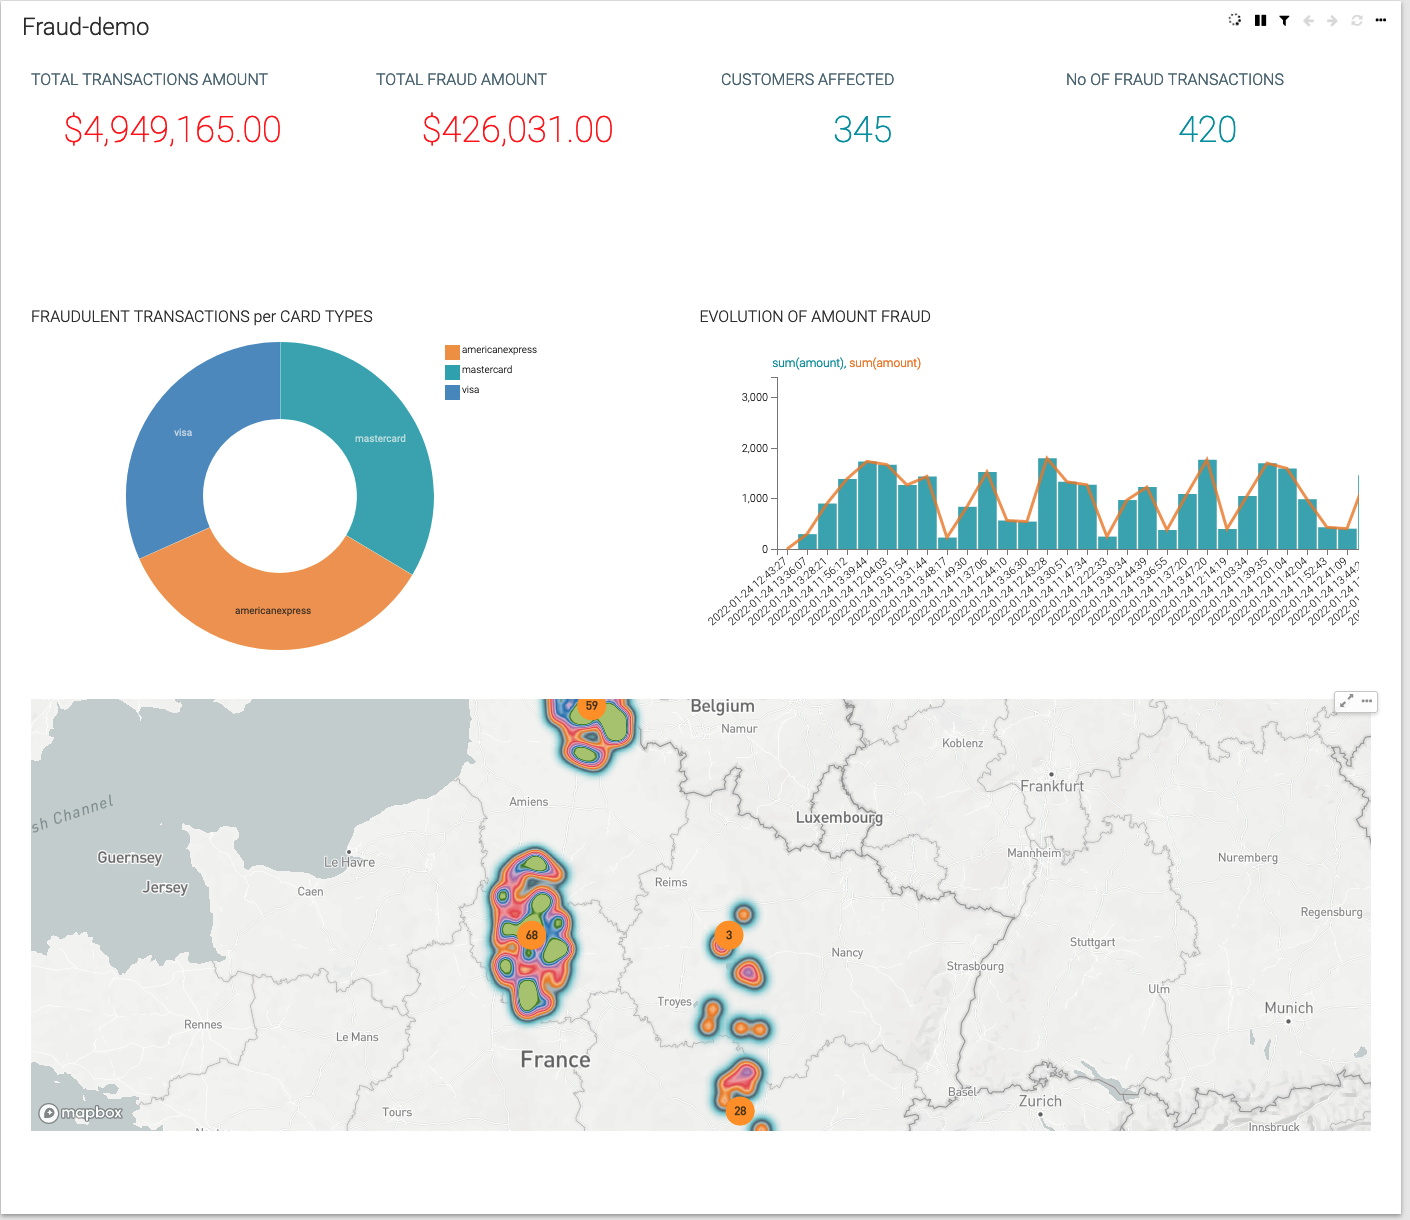 Fraud-demo
TOTAL TRANSACTIONS AMOUNT
$4,949,165.00
TOTAL FRAUD AMOUNT
$426,031.00
CUSTOMERS AFFECTED
345
No OF FRAUD TRANSACTIONS
420
FRAUDULENT TRANSACTIONS per CARD TYPES
americanexpress
mastercard
visa
visa
mastercard
americanexpress
EVOLUTION OF AMOUNT FRAUD
sum(amount), sum(amount)
3,000
2,000
1,000
0
2022-01-24 12:43:27
2022-01-24 13:36:07
2022-01-24 13:28:21
2022-01-24 11:56:12
2022-01-24 13:39:44
2022-01-24 12:04:03
2022-01-24 13:51:54
2022-01-24 13:31:44
2022-01-24 13:48:17
2022-01-24 11:49:30
2022-01-24 11:37:06
2022-01-24 12:44:10
2022-01-24 13:36:30
2022-01-24 12:43:28
2022-01-24 13:30:51
2022-01-24 11:47:34
2022-01-24 12:22:33
2022-01-24 13:30:34
2022-01-24 12:44:39
2022-01-24 13:36:55
2022-01-24 11:37:20
2022-01-24 13:47:20
2022-01-24 12:14:19
2022-01-24 12:03:34
2022-01-24 11:39:35
2022-01-24 12:01:04
2022-01-24 11:42:04
2022-01-24 11:52:43
2022-01-24 12:41:09
59
Belgium
Namur
Koblenz
Frankfurt
Amiens
sh Channel
Luxembourg
Guernsey
Le Havre
Mannheim
Nuremberg
Jersey
Caen
Reims
Regensburg
68
3
Nancy
Stuttgart
Strasbourg
Ulm
Troyes
Munich
Rennes
Le Mans
France
Basel
Zurich
mapbox
Tours
28
Innsbruck